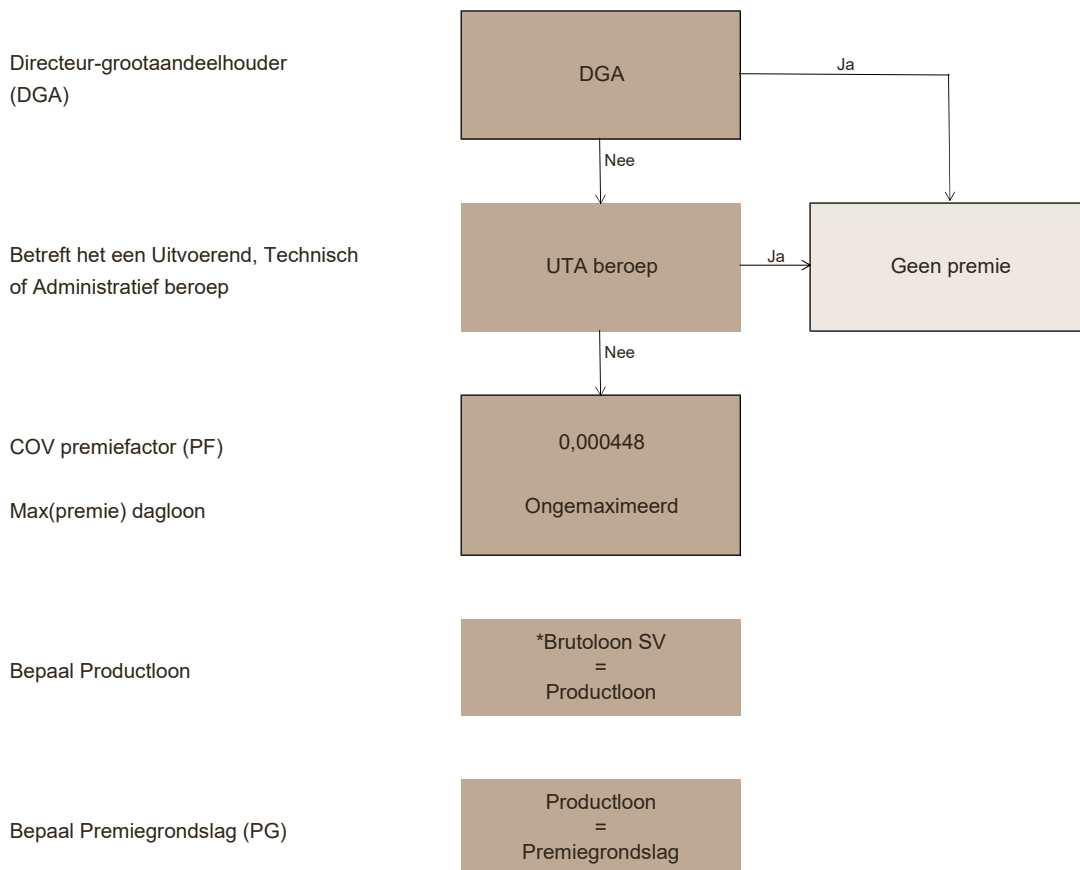 Directeur-grootaandeelhouder
(DGA)
DGA
Ja
Nee
Betreft het een Uitvoerend, Technisch
of Administratief beroep
UTA beroep
Ja
Geen premie
Nee
COV premiefactor (PF)
0,000448
Max(premie) dagloon
Ongemaximeerd
Bepaal Productloon
*Brutoloon SV
=
Productloon
Bepaal Premiegrondslag (PG)
Productloon
=
Premiegrondslag